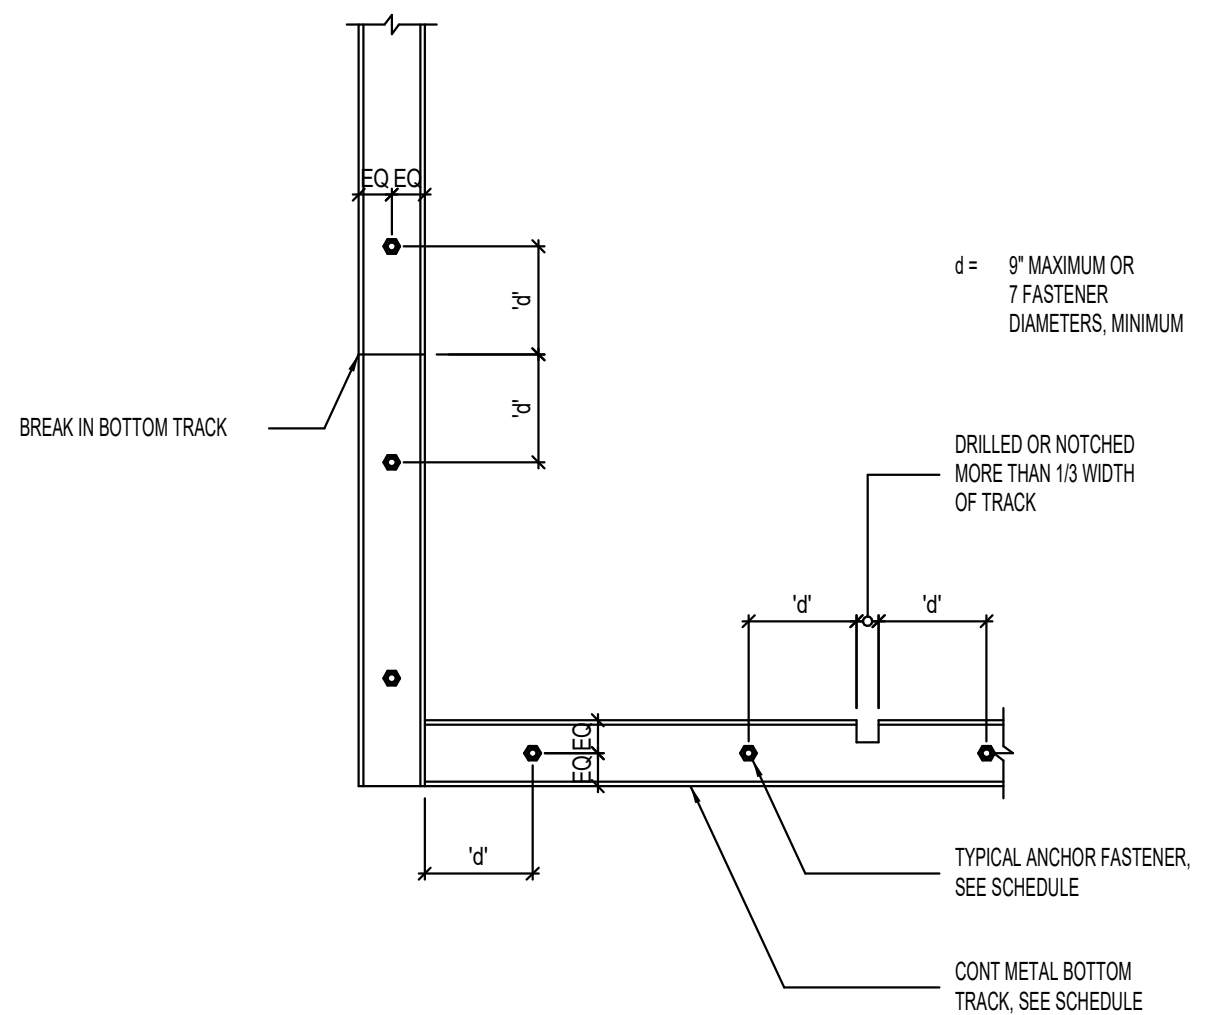 EQ EQ
'd'
d = 9" MAXIMUM OR
7 FASTENER
DIAMETERS, MINIMUM
'd'
BREAK IN BOTTOM TRACK
DRILLED OR NOTCHED
MORE THAN 1/3 WIDTH
OF TRACK
'd' 'd'
EQ EQ
'd'
TYPICAL ANCHOR FASTENER,
SEE SCHEDULE
CONT METAL BOTTOM
TRACK, SEE SCHEDULE